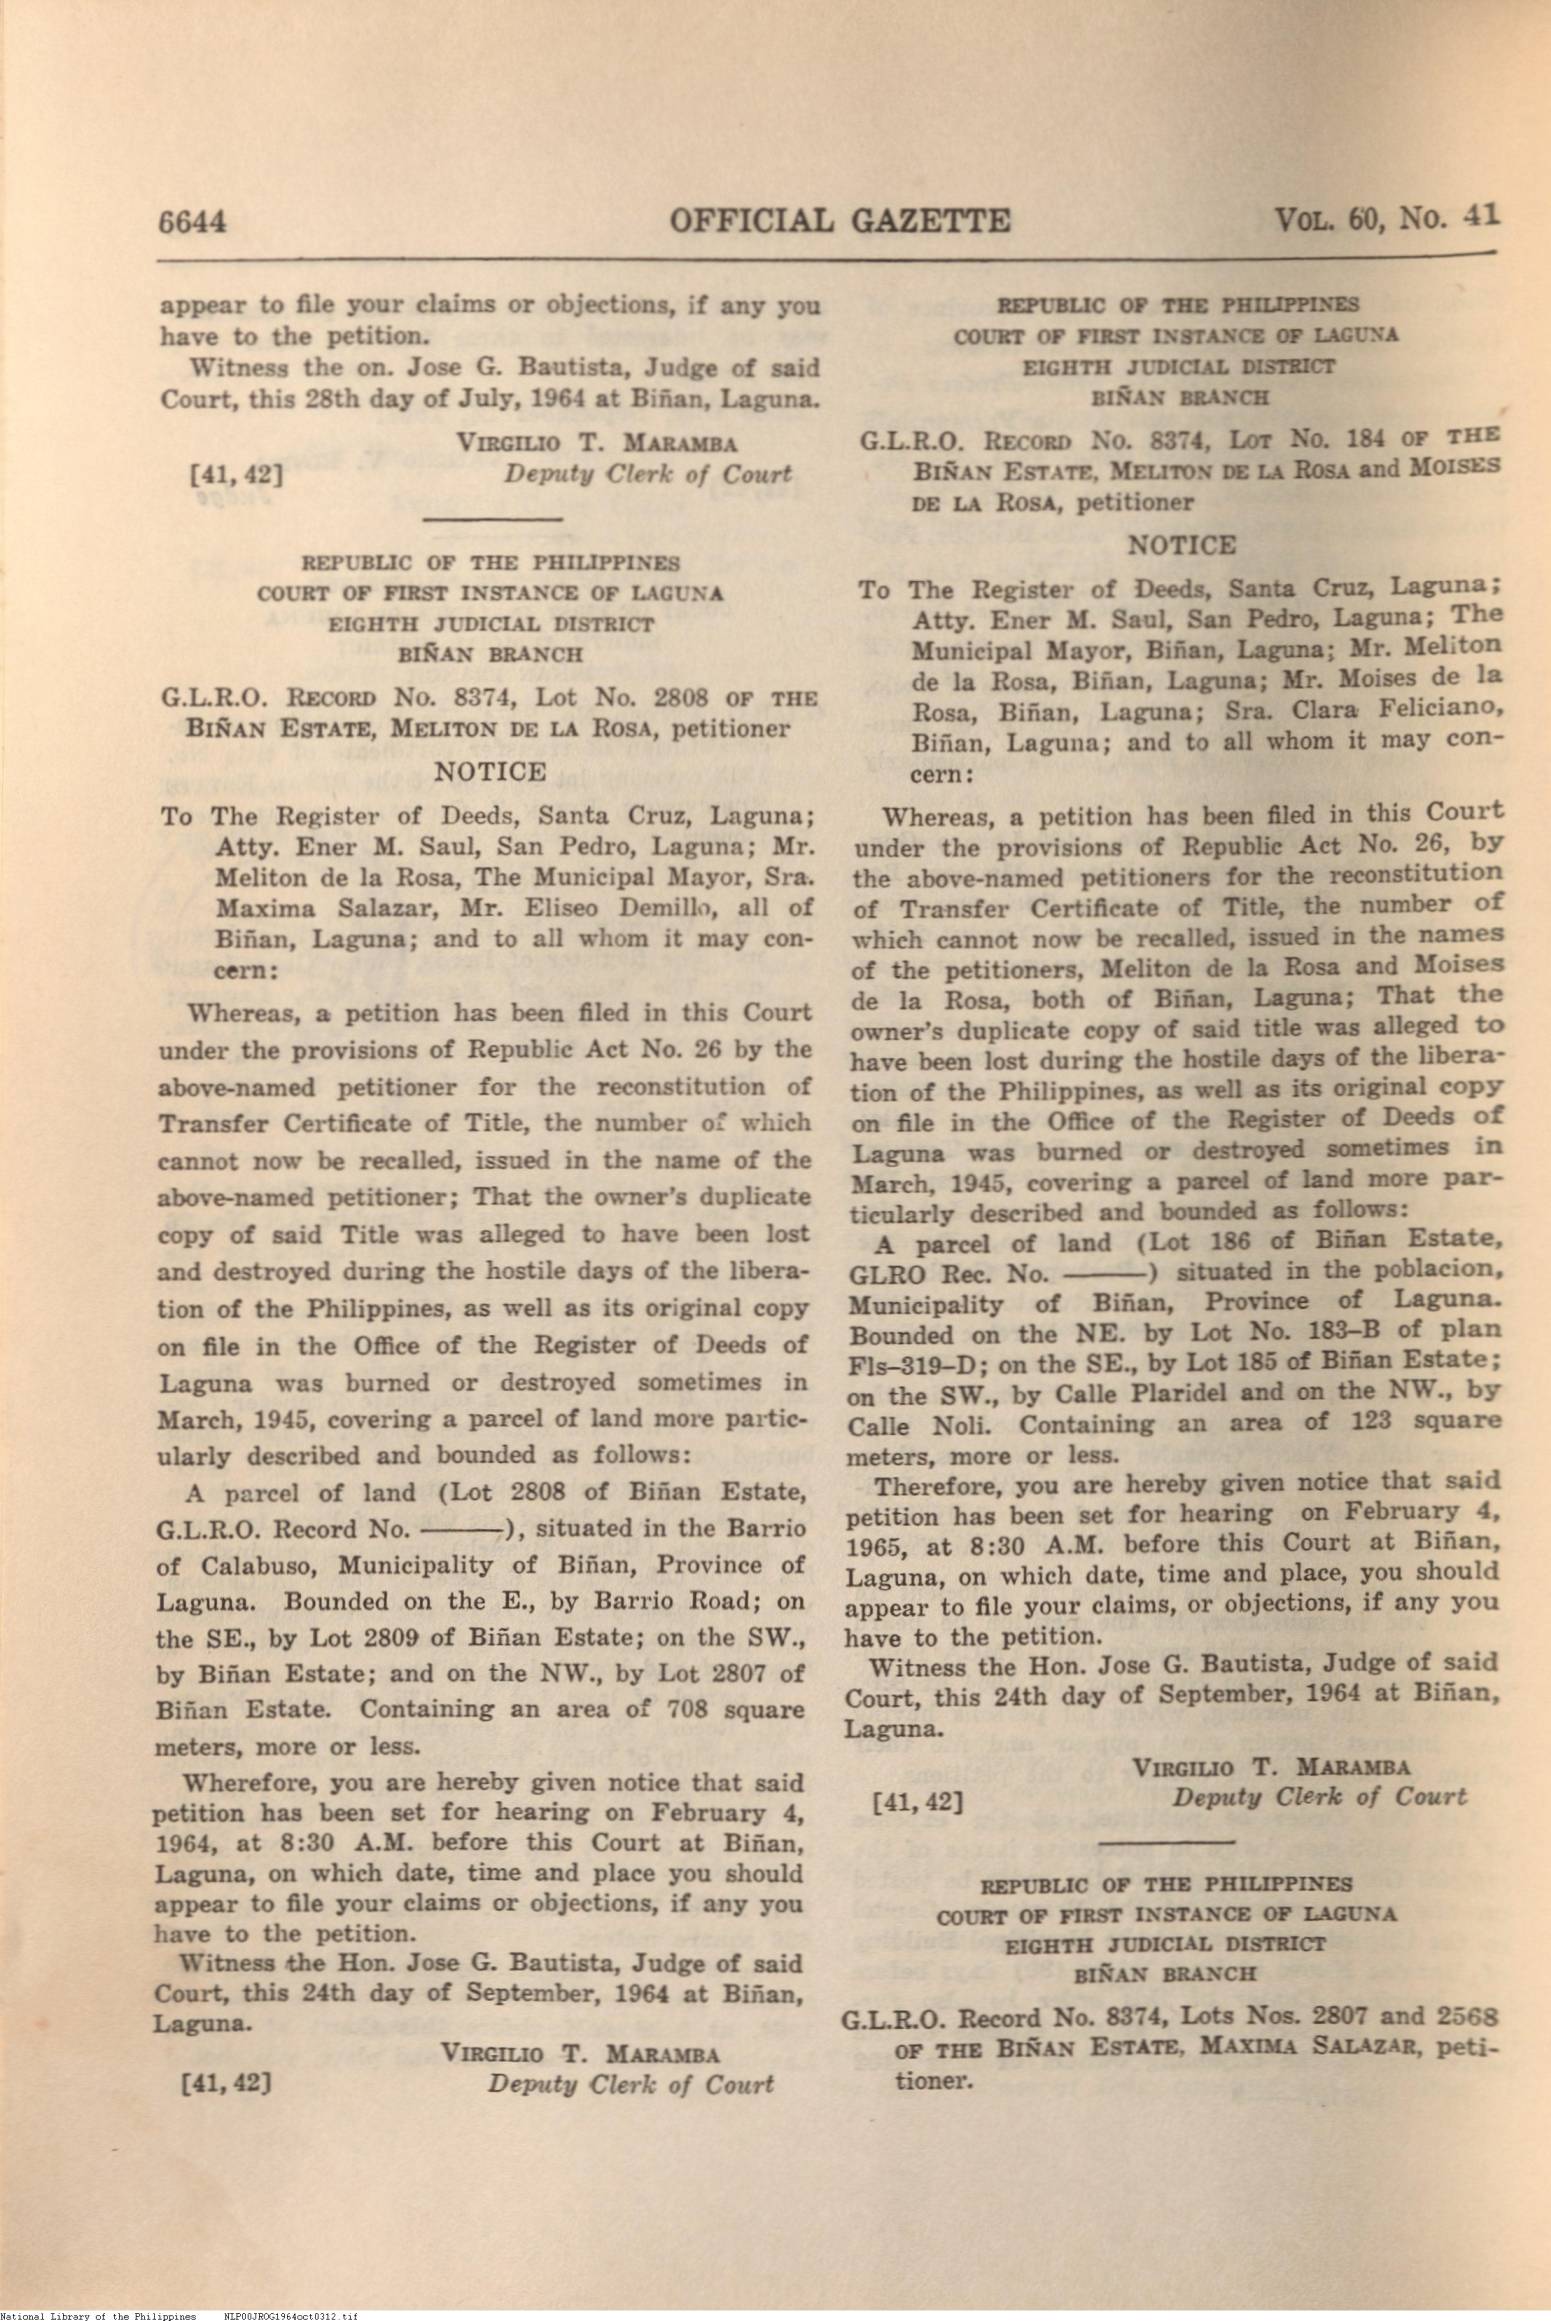 6644
OFFICIAL GAZETTE
VOL. 60, No. 41
appear to file your claims or objections, if any you
have to the petition.
Witness the on. Jose G. Bautista, Judge of said
Court, this 28th day of July, 1964 at Biñan, Laguna.
VIRGILIO T. MARAMBA
[41, 42] Deputy Clerk of Court
REPUBLIC OF THE PHILIPPINES
COURT OF FIRST INSTANCE OF LAGUNA
EIGHTH JUDICIAL DISTRICT
BIÑAN BRANCH
G.L.R.O. RECORD No. 8374, Lot No. 2808 OF THE
BIÑAN ESTATE, MELITON DE LA ROSA, petitioner
NOTICE
To The Register of Deeds, Santa Cruz, Laguna;
Atty. Ener M. Saul, San Pedro, Laguna; Mr.
Meliton de la Rosa, The Municipal Mayor, Sra.
Maxima Salazar, Mr. Eliseo Demillo, all of
Biñan, Laguna; and to all whom it may con-
cern:
Whereas, a petition has been filed in this Court
under the provisions of Republic Act No. 26 by the
above-named petitioner for the reconstitution of
Transfer Certificate of Title, the number of which
cannot now be recalled, issued in the name of the
above-named petitioner; That the owner's duplicate
copy of said Title was alleged to have been lost
and destroyed during the hostile days of the libera-
tion of the Philippines, as well as its original copy
on file in the Office of the Register of Deeds of
Laguna was burned or destroyed sometimes in
March, 1945, covering a parcel of land more partic-
ularly described and bounded as follows:
A parcel of land (Lot 2808 of Biñan Estate,
G.L.R.O. Record No. ———), situated in the Barrio
of Calabuso, Municipality of Biñan, Province of
Laguna. Bounded on the E., by Barrio Road; on
the SE., by Lot 2809 of Biñan Estate; on the SW.,
by Biñan Estate; and on the NW., by Lot 2807 of
Biñan Estate. Containing an area of 708 square
meters, more or less.
Wherefore, you are hereby given notice that said
petition has been set for hearing on February 4,
1964, at 8:30 A.M. before this Court at Biñan,
Laguna, on which date, time and place you should
appear to file your claims or objections, if any you
have to the petition.
Witness the Hon. Jose G. Bautista, Judge of said
Court, this 24th day of September, 1964 at Biñan,
Laguna.
VIRGILIO T. MARAMBA
[41, 42] Deputy Clerk of Court
REPUBLIC OF THE PHILIPPINES
COURT OF FIRST INSTANCE OF LAGUNA
EIGHTH JUDICIAL DISTRICT
BIÑAN BRANCH
G.L.R.O. RECORD No. 8374, LOT No. 184 OF THE
BIÑAN ESTATE, MELITON DE LA ROSA and MOISES
DE LA ROSA, petitioner
NOTICE
To The Register of Deeds, Santa Cruz, Laguna;
Atty. Ener M. Saul, San Pedro, Laguna; The
Municipal Mayor, Biñan, Laguna; Mr. Meliton
de la Rosa, Biñan, Laguna; Mr. Moises de la
Rosa, Biñan, Laguna; Sra. Clara Feliciano,
Biñan, Laguna; and to all whom it may con-
cern:
Whereas, a petition has been filed in this Court
under the provisions of Republic Act No. 26, by
the above-named petitioners for the reconstitution
of Transfer Certificate of Title, the number of
which cannot now be recalled, issued in the names
of the petitioners, Meliton de la Rosa and Moises
de la Rosa, both of Biñan, Laguna; That the
owner's duplicate copy of said title was alleged to
have been lost during the hostile days of the libera-
tion of the Philippines, as well as its original copy
on file in the Office of the Register of Deeds of
Laguna was burned or destroyed sometimes in
March, 1945, covering a parcel of land more par-
ticularly described and bounded as follows:
A parcel of land (Lot 186 of Biñan Estate,
GLRO Rec. No. ———) situated in the poblacion,
Municipality of Biñan, Province of Laguna.
Bounded on the NE. by Lot No. 183–B of plan
Fls–319–D; on the SE., by Lot 185 of Biñan Estate;
on the SW., by Calle Plaridel and on the NW., by
Calle Noli. Containing an area of 123 square
meters, more or less.
Therefore, you are hereby given notice that said
petition has been set for hearing on February 4,
1965, at 8:30 A.M. before this Court at Biñan,
Laguna, on which date, time and place, you should
appear to file your claims, or objections, if any you
have to the petition.
Witness the Hon. Jose G. Bautista, Judge of said
Court, this 24th day of September, 1964 at Biñan,
Laguna.
VIRGILIO T. MARAMBA
[41, 42] Deputy Clerk of Court
REPUBLIC OF THE PHILIPPINES
COURT OF FIRST INSTANCE OF LAGUNA
EIGHTH JUDICIAL DISTRICT
BIÑAN BRANCH
G.L.R.O. Record No. 8374, Lots Nos. 2807 and 2568
OF THE BIÑAN ESTATE, MAXIMA SALAZAR, peti-
tioner.
National Library of the Philippines NLP00JROG1964oct0312.tif